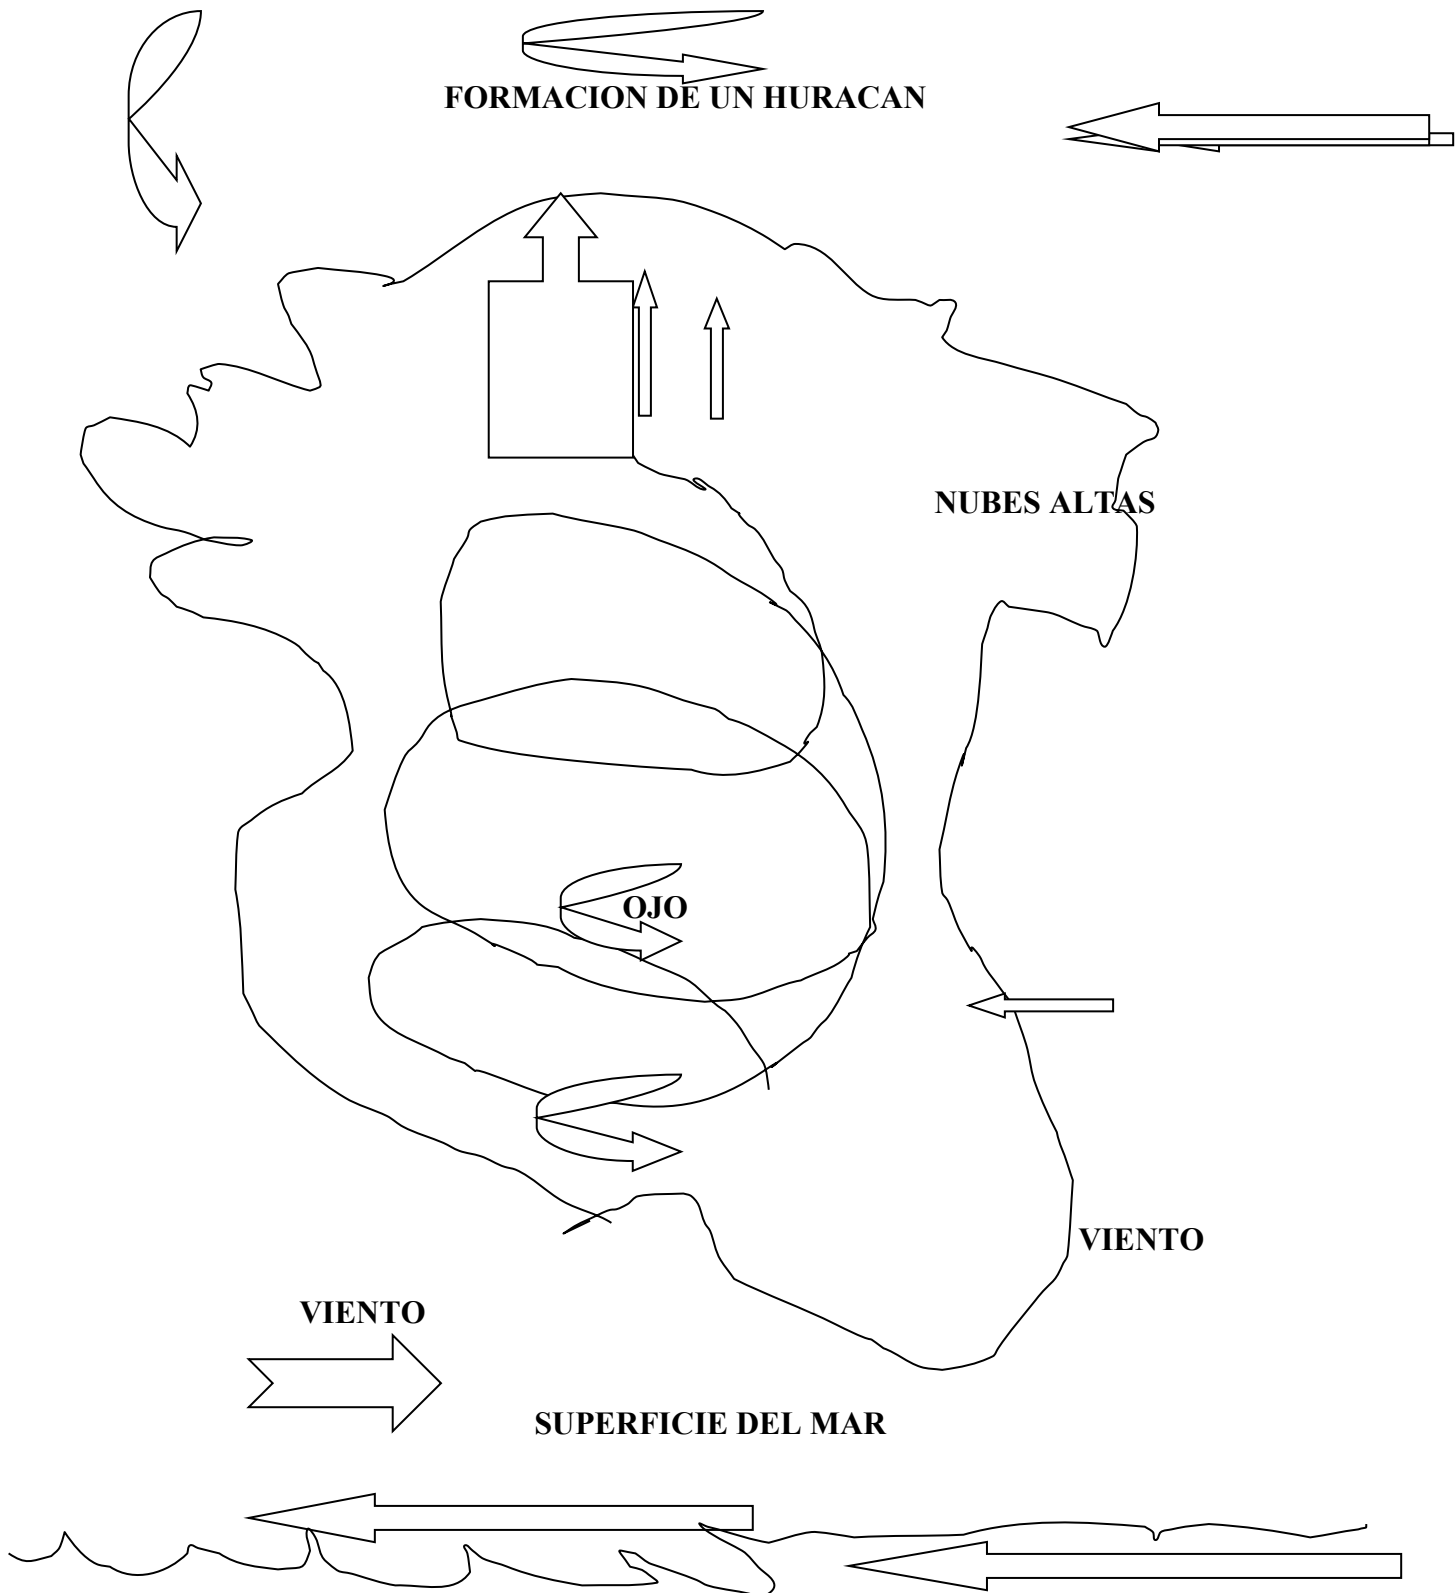 FORMACION DE UN HURACAN
NUBES ALTAS
OJO
VIENTO
VIENTO
SUPERFICIE DEL MAR